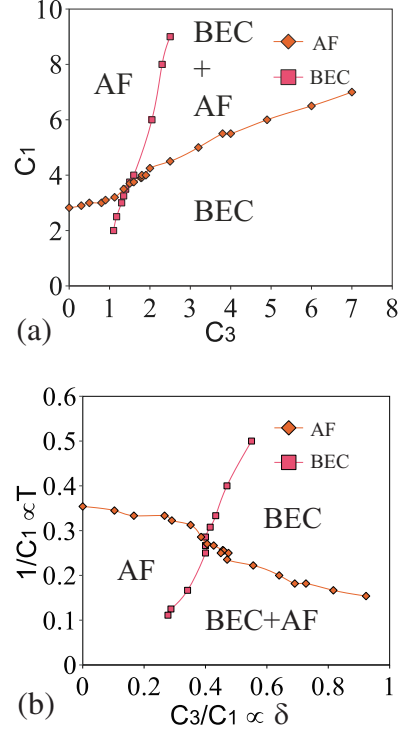 BEC
+
AF
AF
BEC
AF
BEC
C1
10
8
6
4
2
0
0 1 2 3 4 5 6 7 8
C3
(a)
AF
BEC
BEC
AF
BEC+AF
1/C1 ∝T
0.6
0.5
0.4
0.3
0.2
0.1
0
0 0.2 0.4 0.6 0.8 1
C3/C1 ∝ δ
(b)